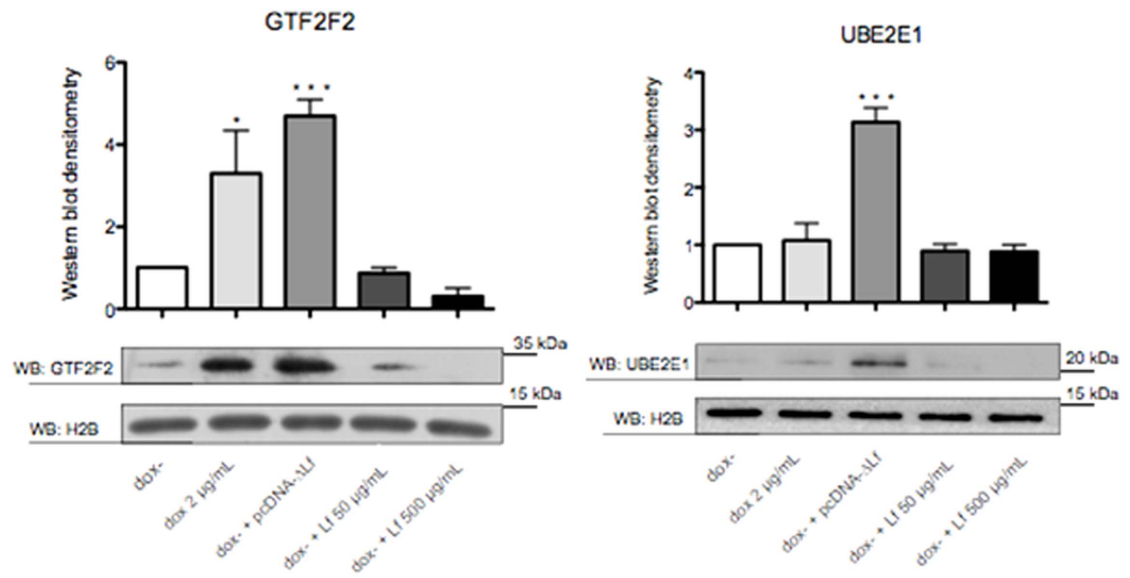 GTF2F2
Western blot densitometry
6
4
2
0
* * * *
35 kDa
WB: GTF2F2
15 kDa
WB: H2B
dox-
dox 2 µg/mL
dox- + pcDNA-ΔLf
dox- + Lf 50 µg/mL
dox- + Lf 500 µg/mL
UBE2E1
Western blot densitometry
4
3
2
1
0
* * *
20 kDa
WB: UBE2E1
15 kDa
WB: H2B
dox-
dox 2 µg/mL
dox- + pcDNA-ΔLf
dox- + Lf 50 µg/mL
dox- + Lf 500 µg/mL